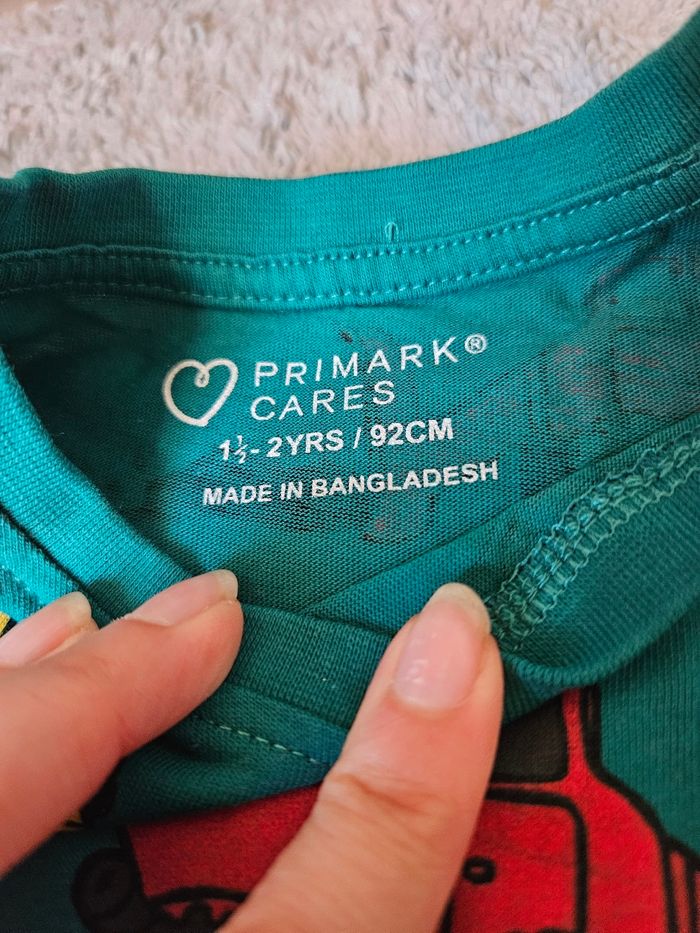 PRIMARK®
CARES
1½- 2YRS / 92CM
MADE IN BANGLADESH